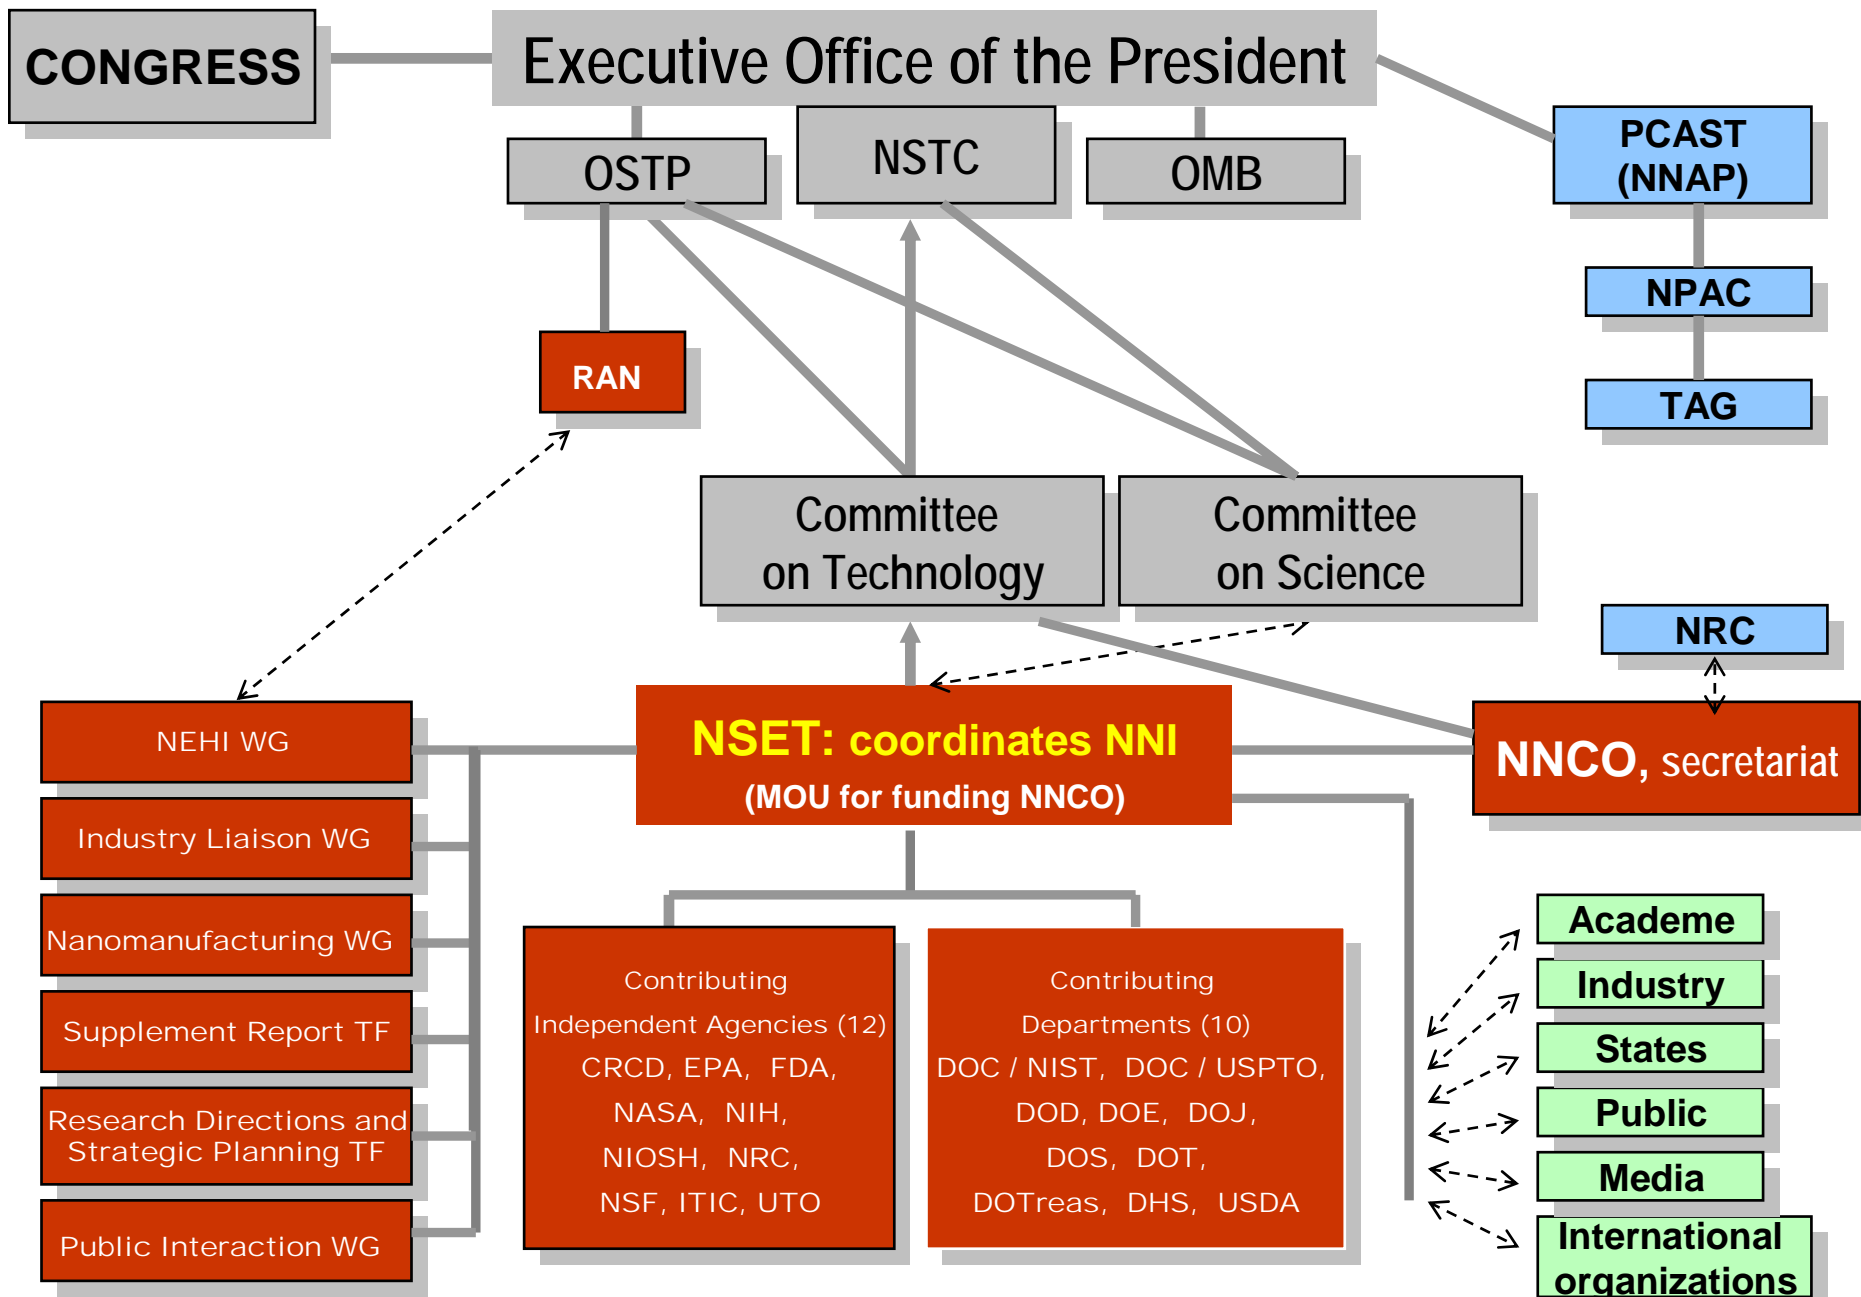 CONGRESS
Executive Office of the President
OSTP
NSTC
OMB
PCAST
(NNAP)
NPAC
TAG
RAN
Committee
on Technology
Committee
on Science
NRC
NEHI WG
Industry Liaison WG
Nanomanufacturing WG
Supplement Report TF
Research Directions and
Strategic Planning TF
Public Interaction WG
NSET: coordinates NNI
(MOU for funding NNCO)
NNCO, secretariat
Contributing
Independent Agencies (12)
CRCD, EPA, FDA,
NASA, NIH,
NIOSH, NRC,
NSF, ITIC, UTO
Contributing
Departments (10)
DOC / NIST, DOC / USPTO,
DOD, DOE, DOJ,
DOS, DOT,
DOTreas, DHS, USDA
Academe
Industry
States
Public
Media
International
organizations